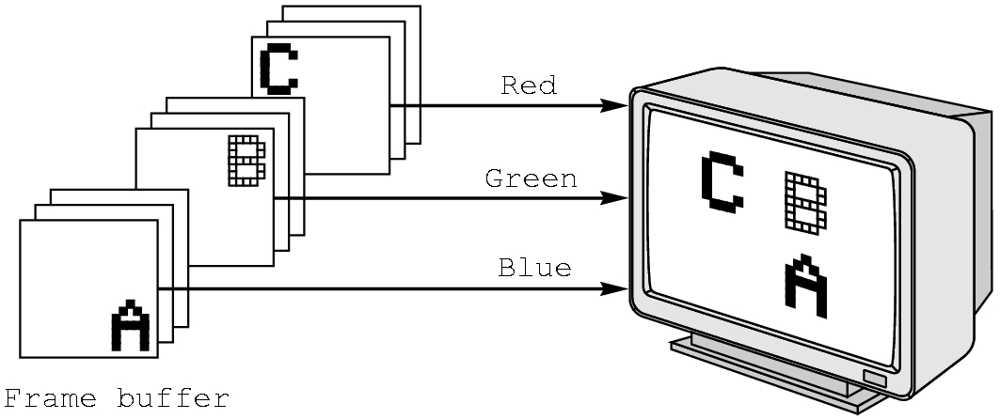 C
Red
B
Green
C B
Blue
A
A
Frame buffer